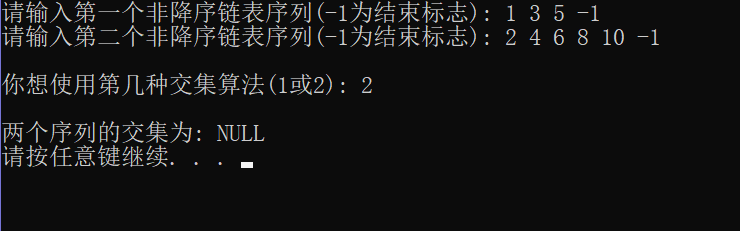 请输入第一个非降序链表序列(-1为结束标志): 1 3 5 -1
请输入第二个非降序链表序列(-1为结束标志): 2 4 6 8 10 -1
你想使用第几种交集算法(1或2): 2
两个序列的交集为: NULL
请按任意键继续. . .